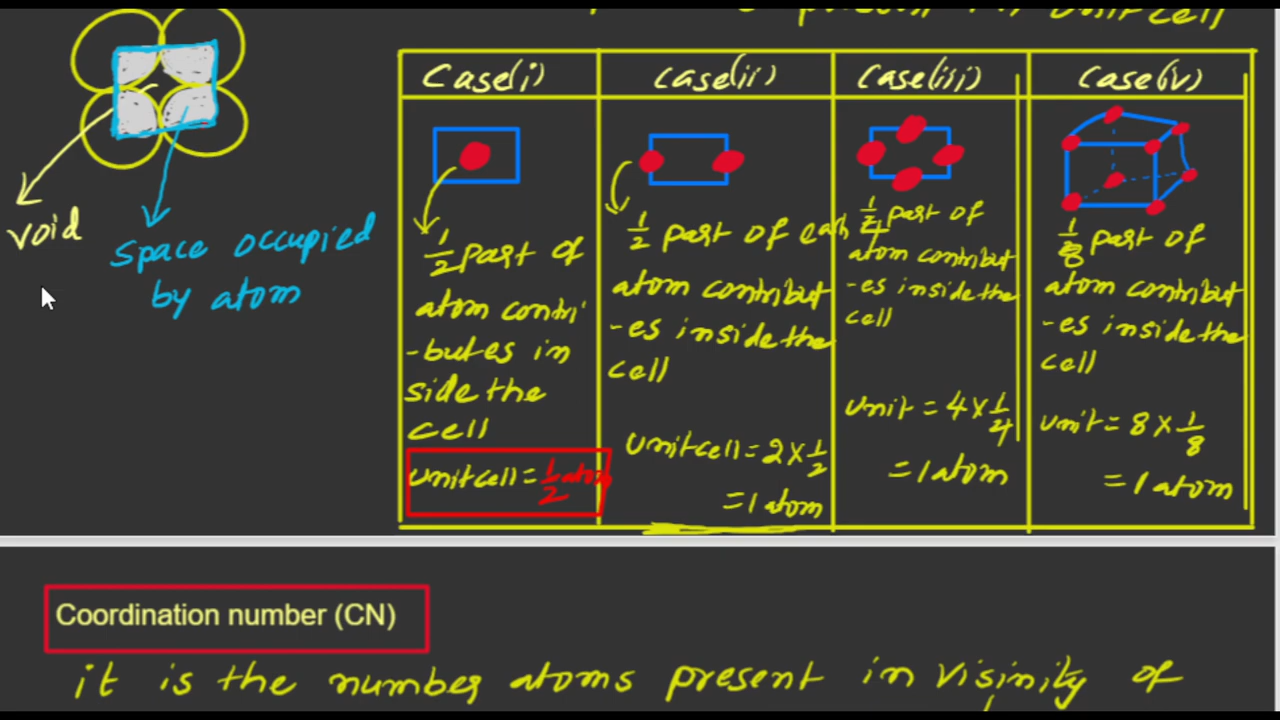 present in unit cell
void
space occupied
by atom
Case(i)
1/2 part of
atom contri
-butes in
side the
cell
unitcell = 1/2 atom
case(ii)
1/2 part of each
atom contribut
-es inside the
cell
unitcell = 2 × 1/2
= 1 atom
Case(iii)
1/4 part of
atom contribut
-es inside the
cell
unit = 4 × 1/4
= 1 atom
Case(iv)
1/8 part of
atom contribut
-es inside the
cell
unit = 8 × 1/8
= 1 atom
Coordination number (CN)
it is the number atoms present in visinity of